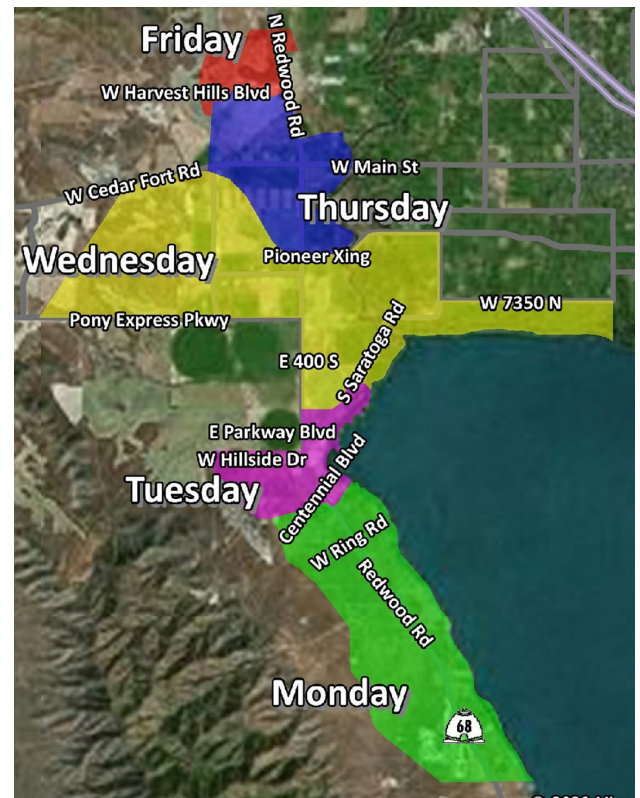 Friday
N Redwood Rd
W Harvest Hills Blvd
W Main St
W Cedar Fort Rd
Thursday
Wednesday
Pioneer Xing
W 7350 N
Pony Express Pkwy
S Saratoga Rd
E 400 S
E Parkway Blvd
W Hillside Dr
Tuesday
Centennial Blvd
W Ring Rd
Redwood Rd
Monday
68